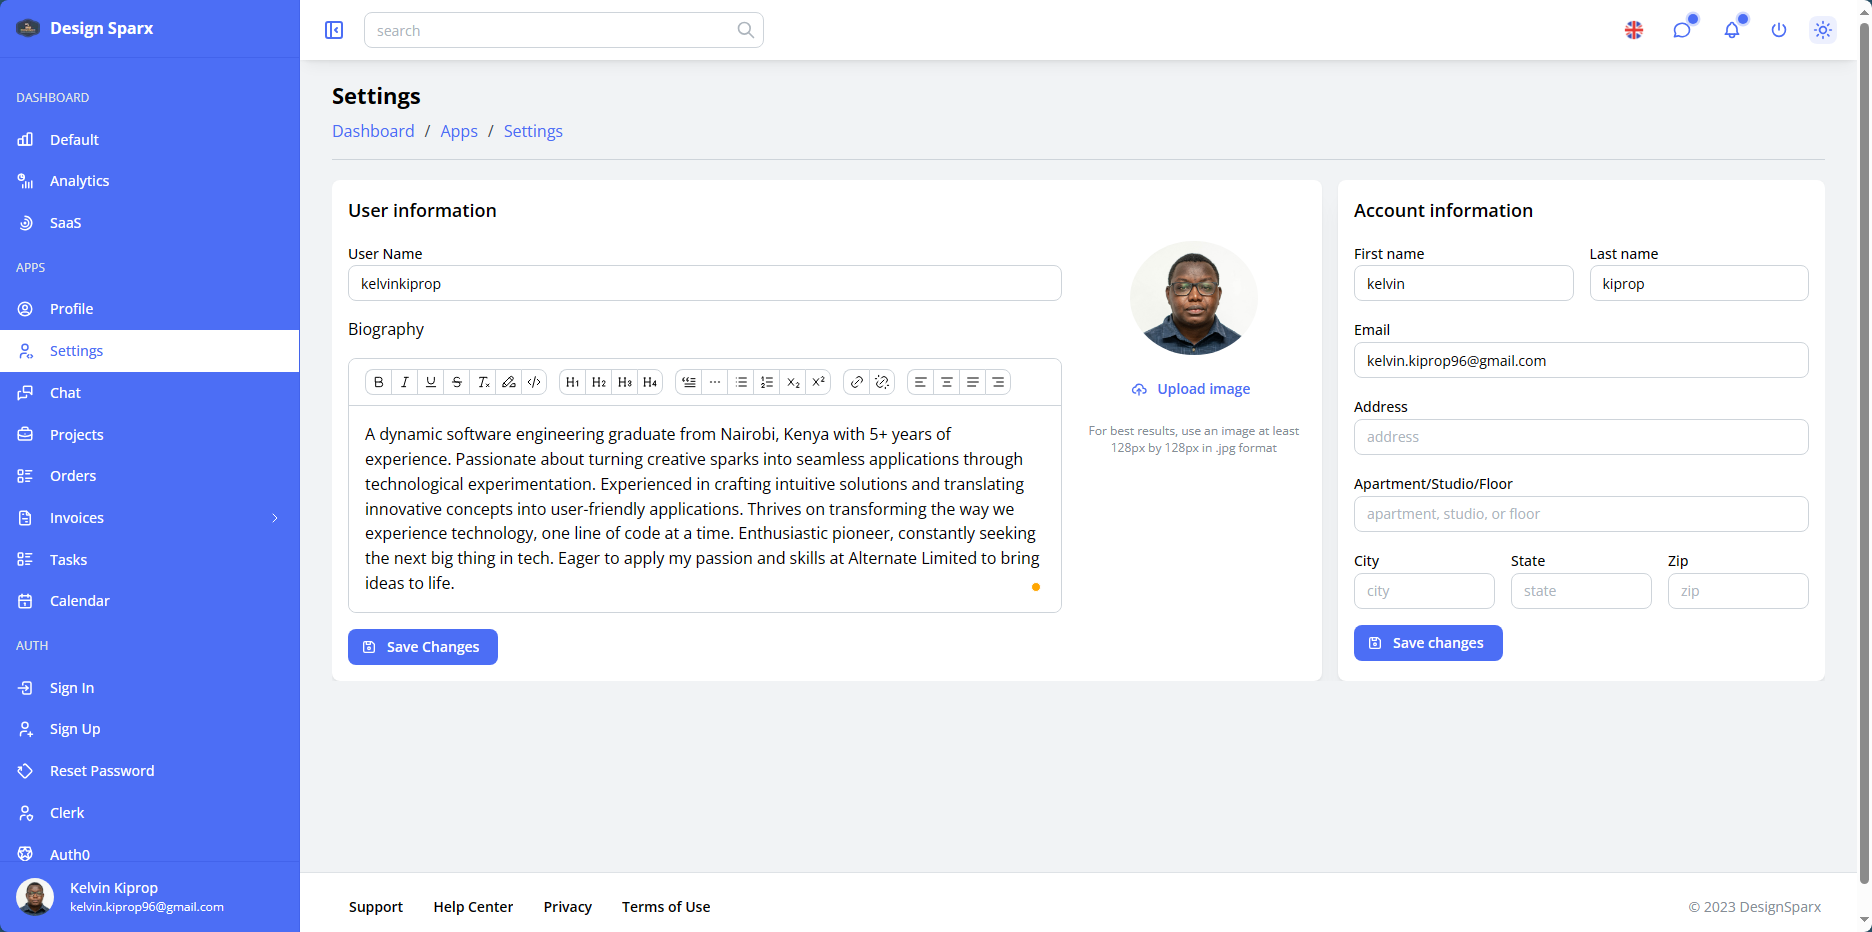 Design Sparx
search
DASHBOARD
Default
Analytics
SaaS
APPS
Profile
Settings
Chat
Projects
Orders
Invoices
Tasks
Calendar
AUTH
Sign In
Sign Up
Reset Password
Clerk
Auth0
Kelvin Kiprop
kelvin.kiprop96@gmail.com
Settings
Dashboard / Apps / Settings
User information
User Name
kelvinkiprop
Biography
B I U S Tx </> H1 H2 H3 H4 X2 X2
A dynamic software engineering graduate from Nairobi, Kenya with 5+ years of
experience. Passionate about turning creative sparks into seamless applications through
technological experimentation. Experienced in crafting intuitive solutions and translating
innovative concepts into user-friendly applications. Thrives on transforming the way we
experience technology, one line of code at a time. Enthusiastic pioneer, constantly seeking
the next big thing in tech. Eager to apply my passion and skills at Alternate Limited to bring
ideas to life.
Save Changes
Upload image
For best results, use an image at least
128px by 128px in .jpg format
Account information
First name Last name
kelvin kiprop
Email
kelvin.kiprop96@gmail.com
Address
address
Apartment/Studio/Floor
apartment, studio, or floor
City State Zip
city state zip
Save changes
Support Help Center Privacy Terms of Use
© 2023 DesignSparx